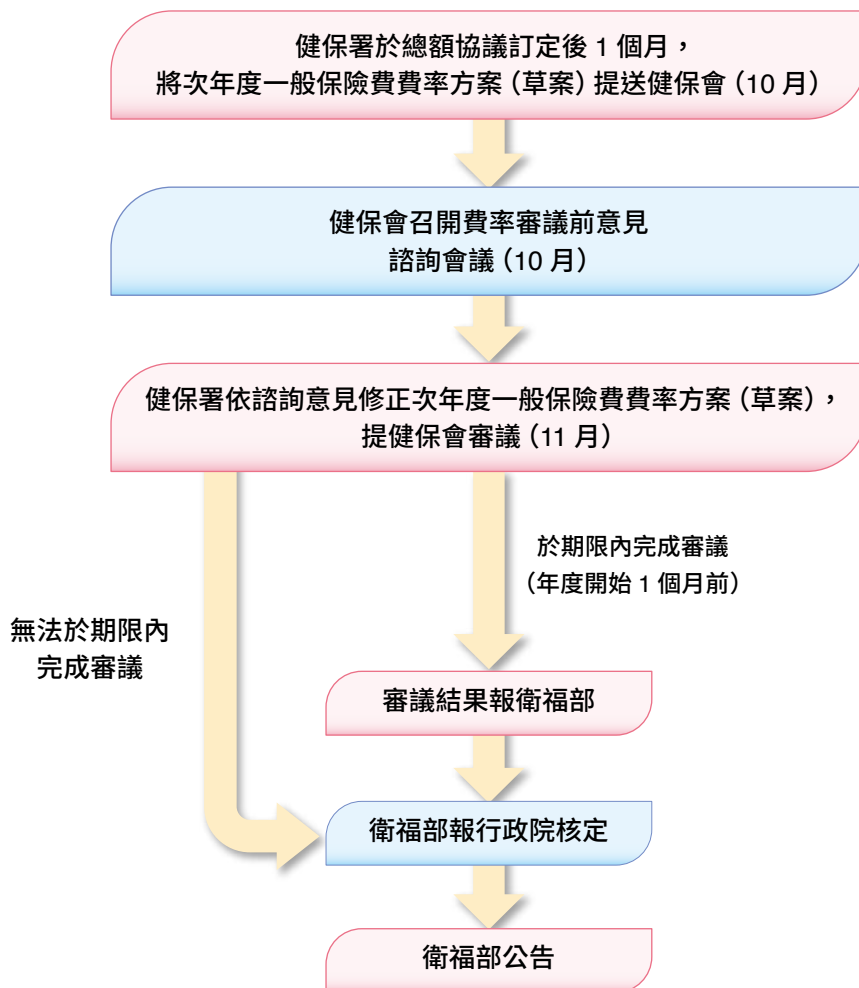 健保署於總額協議訂定後 1 個月，
將次年度一般保險費費率方案（草案）提送健保會（10 月）
健保會召開費率審議前意見
諮詢會議（10 月）
健保署依諮詢意見修正次年度一般保險費費率方案（草案），
提健保會審議（11 月）
於期限內完成審議
（年度開始 1 個月前）
無法於期限內
完成審議
審議結果報衛福部
衛福部報行政院核定
衛福部公告